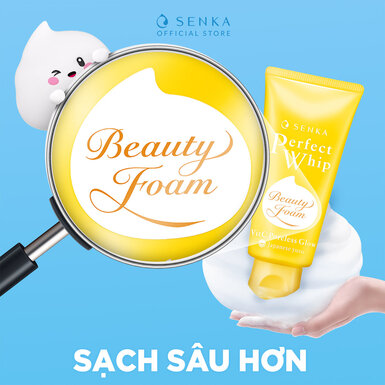 SENKA
OFFICIAL STORE
Beauty
Foam
SENKA
Perfect
Whip
Beauty
Foam
SẠCH SÂU HƠN